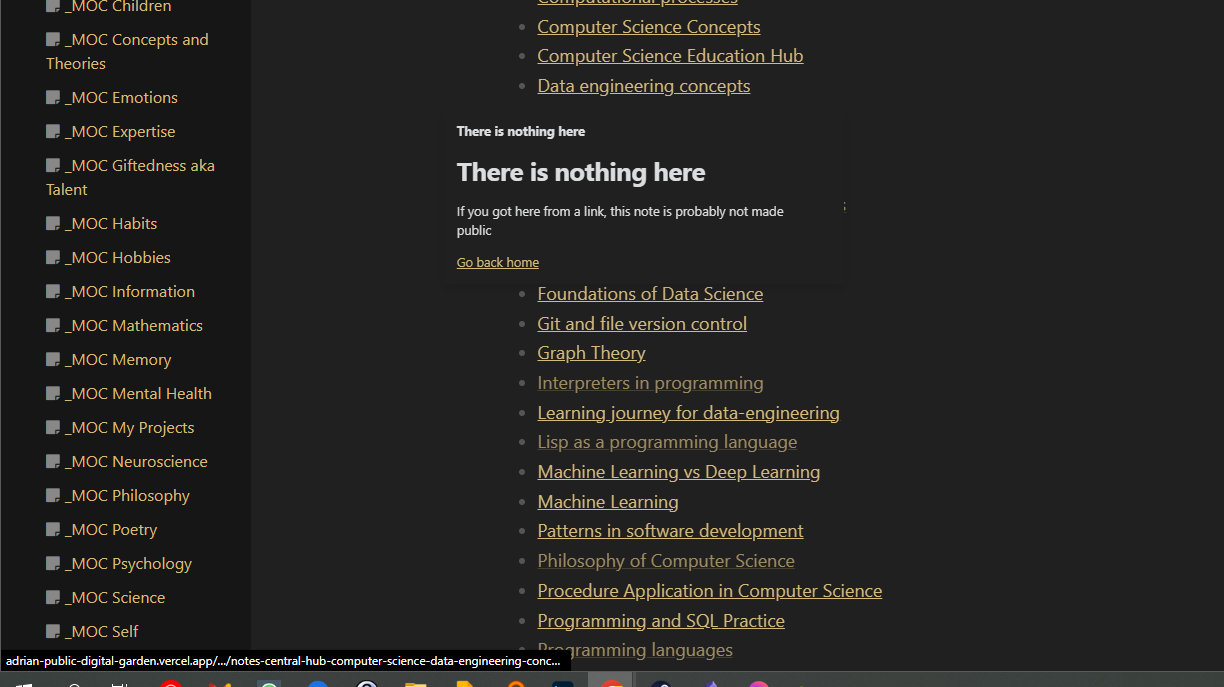 _MOC Children
_MOC Concepts and
Theories
_MOC Emotions
_MOC Expertise
_MOC Giftedness aka
Talent
_MOC Habits
_MOC Hobbies
_MOC Information
_MOC Mathematics
_MOC Memory
_MOC Mental Health
_MOC My Projects
_MOC Neuroscience
_MOC Philosophy
_MOC Poetry
_MOC Psychology
_MOC Science
_MOC Self
Computational processes
Computer Science Concepts
Computer Science Education Hub
Data engineering concepts
There is nothing here
There is nothing here
If you got here from a link, this note is probably not made
public
Go back home
Foundations of Data Science
Git and file version control
Graph Theory
Interpreters in programming
Learning journey for data-engineering
Lisp as a programming language
Machine Learning vs Deep Learning
Machine Learning
Patterns in software development
Philosophy of Computer Science
Procedure Application in Computer Science
Programming and SQL Practice
Programming languages
adrian-public-digital-garden.vercel.app/.../notes-central-hub-computer-science-data-engineering-conc...